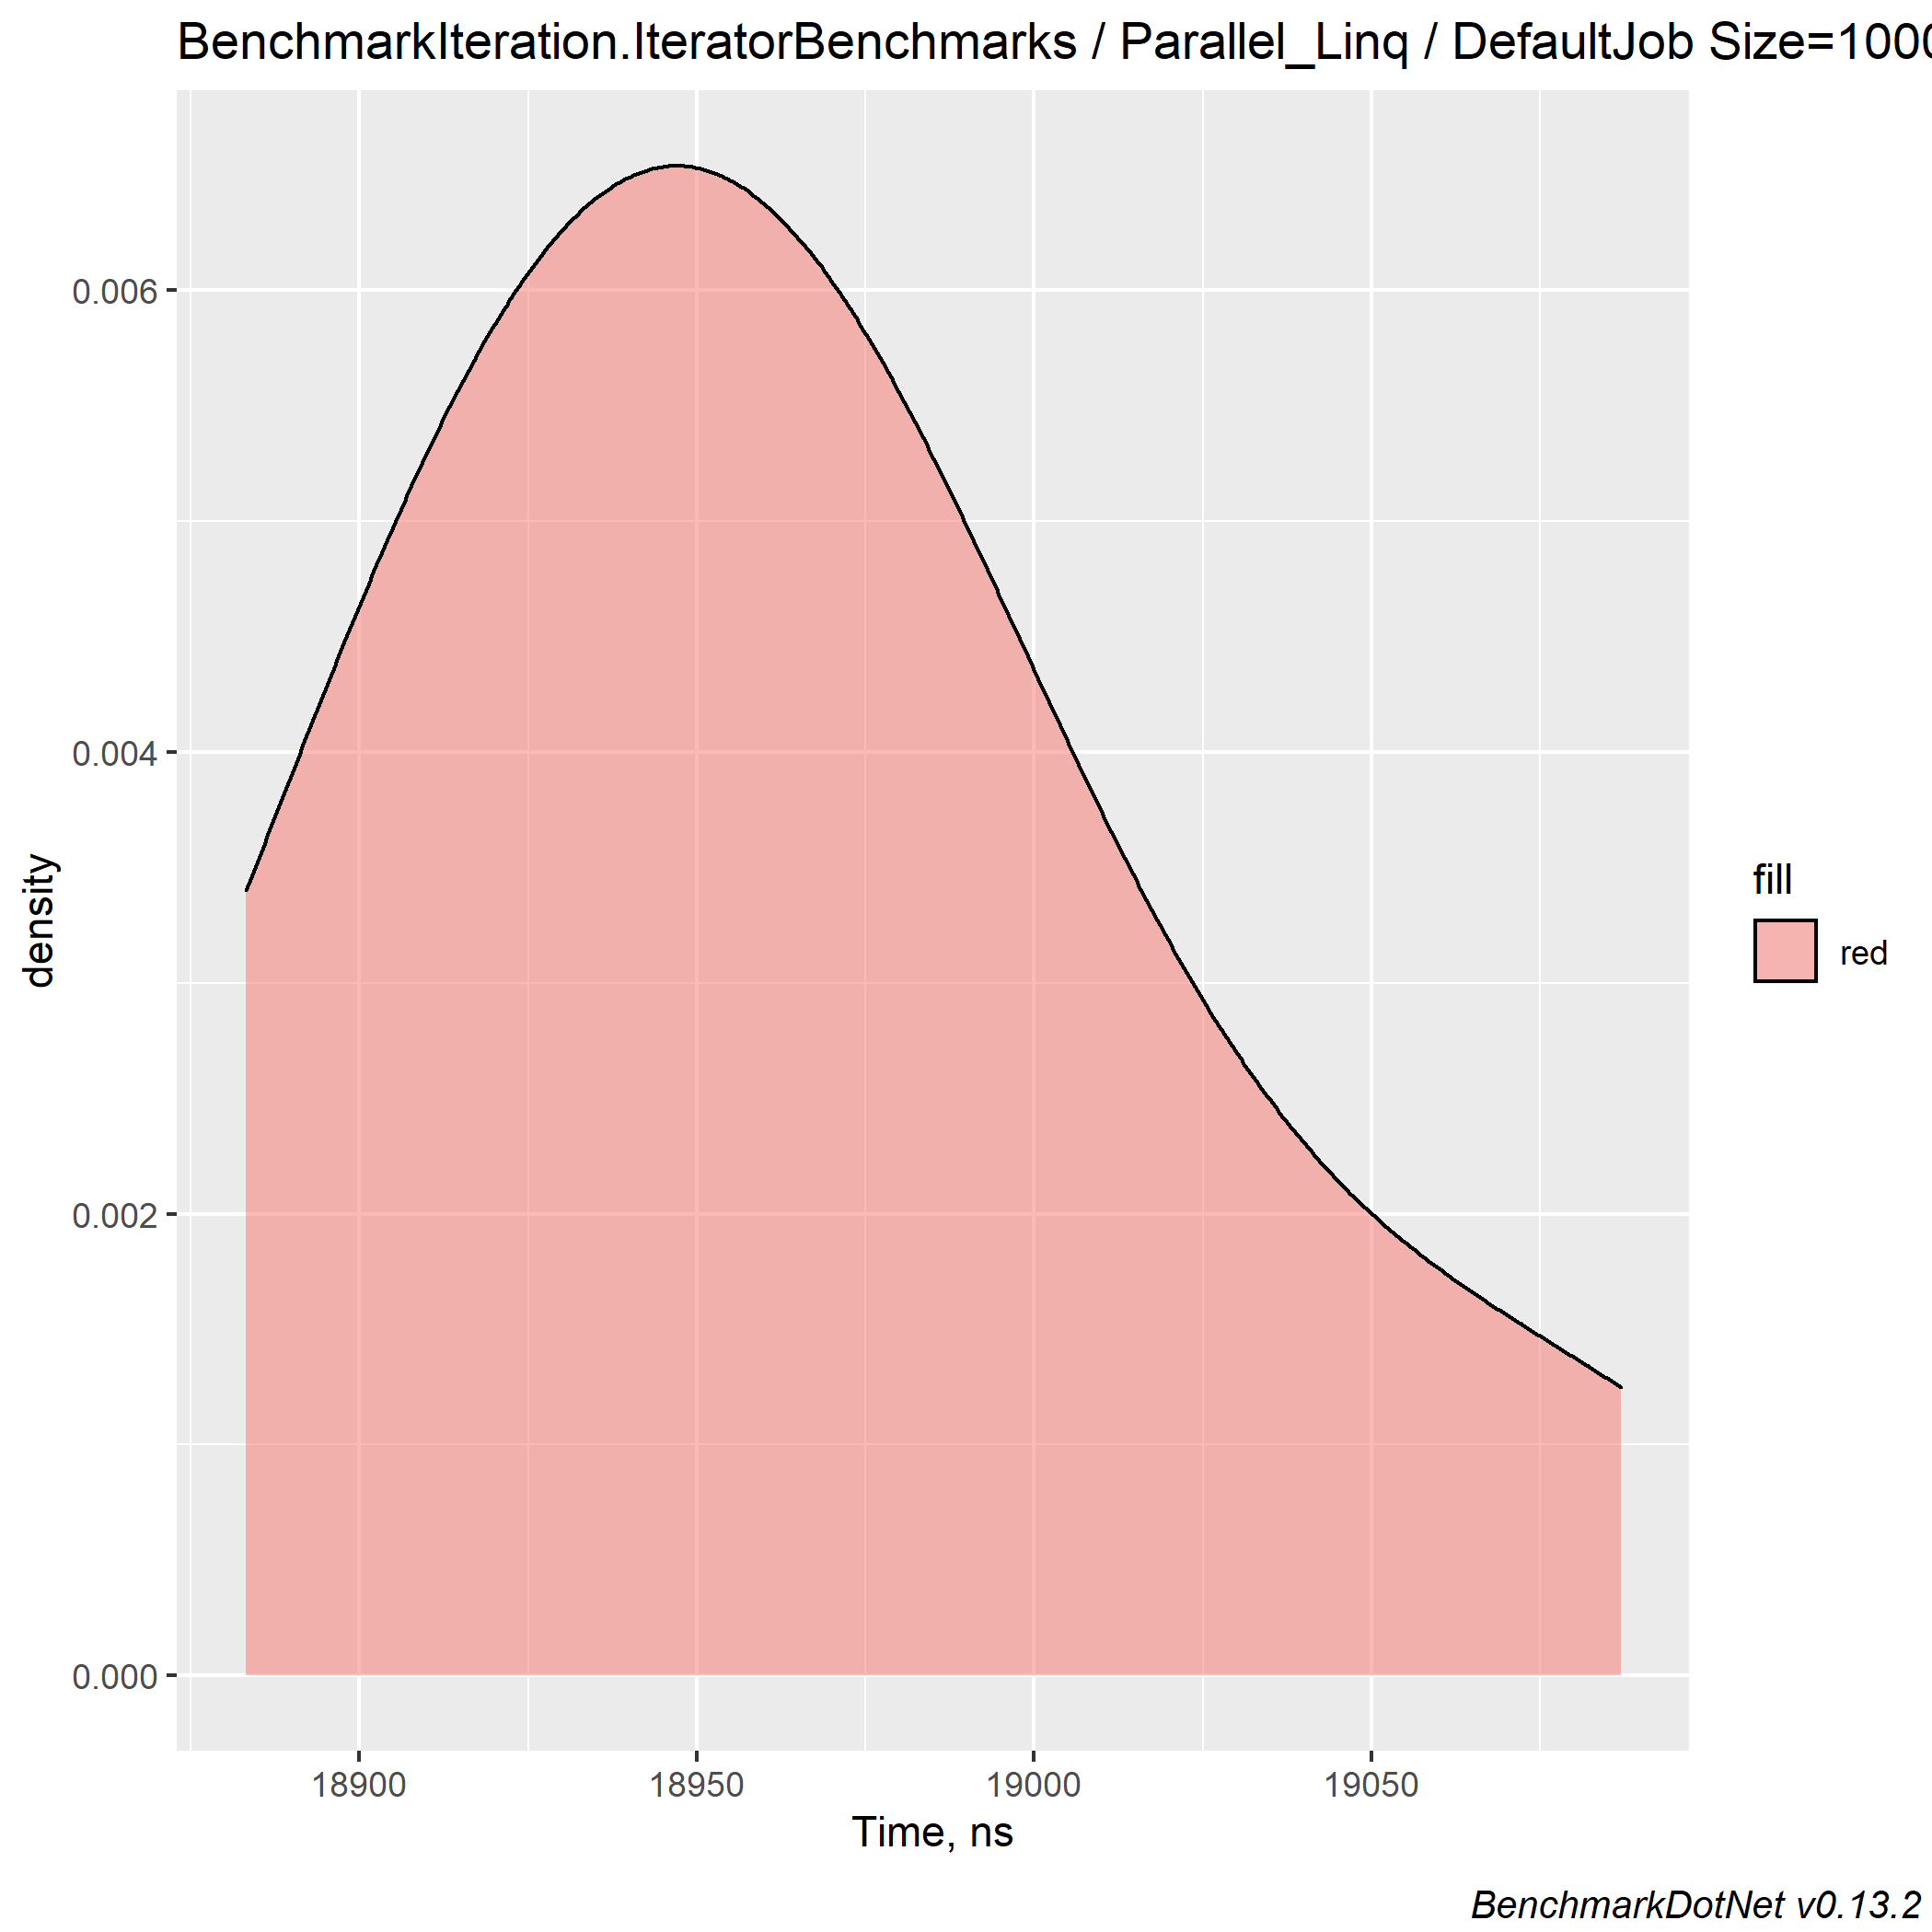 BenchmarkIteration.IteratorBenchmarks / Parallel_Linq / DefaultJob Size=1000
0.006
0.004
0.002
0.000
density
18900 18950 19000 19050
Time, ns
fill
red
BenchmarkDotNet v0.13.2